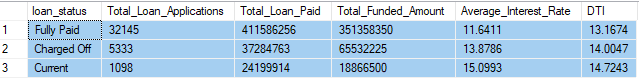 loan_status Total_Loan_Applications Total_Loan_Paid Total_Funded_Amount Average_Interest_Rate DTI
1 Fully Paid 32145 411586256 351358350 11.6411 13.1674
2 Charged Off 5333 37284763 65532225 13.8786 14.0047
3 Current 1098 24199914 18866500 15.0993 14.7243